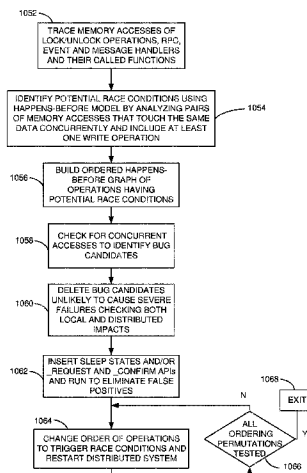 1052
TRACE MEMORY ACCESSES OF
LOCK/UNLOCK OPERATIONS, RPC,
EVENT AND MESSAGE HANDLERS
AND THEIR CALLED FUNCTIONS
IDENTIFY POTENTIAL RACE CONDITIONS USING
HAPPENS-BEFORE MODEL BY ANALYZING PAIRS
OF MEMORY ACCESSES THAT TOUCH THE SAME
DATA CONCURRENTLY AND INCLUDE AT LEAST
ONE WRITE OPERATION
1054
1056
BUILD ORDERED HAPPENS-
BEFORE GRAPH OF
OPERATIONS HAVING
POTENTIAL RACE CONDITIONS
1058
CHECK FOR CONCURRENT
ACCESSES TO IDENTIFY BUG
CANDIDATES
1060
DELETE BUG CANDIDATES
UNLIKELY TO CAUSE SEVERE
FAILURES CHECKING BOTH
LOCAL AND DISTRIBUTED
IMPACTS
1062
INSERT SLEEP STATES AND/OR
_REQUEST AND _CONFIRM APIs
AND RUN TO ELIMINATE FALSE
POSITIVES
1064
CHANGE ORDER OF OPERATIONS
TO TRIGGER RACE CONDITIONS
AND RESTART DISTRIBUTED
SYSTEM
N
ALL
ORDERING
PERMUTATIONS
TESTED
1066
Y
1068
EXIT